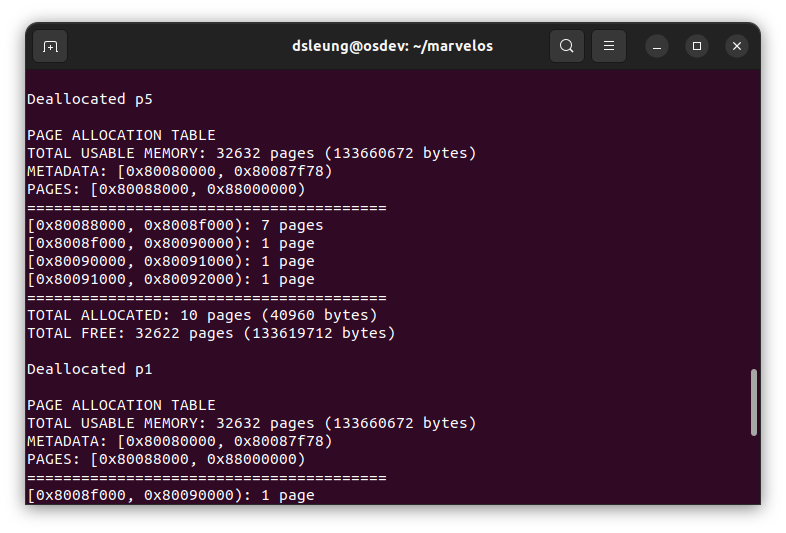 dsleung@osdev: ~/marvelos
Deallocated p5
PAGE ALLOCATION TABLE
TOTAL USABLE MEMORY: 32632 pages (133660672 bytes)
METADATA: [0x80080000, 0x80087f78)
PAGES: [0x80088000, 0x88000000)
========================================
[0x80088000, 0x8008f000): 7 pages
[0x8008f000, 0x80090000): 1 page
[0x80090000, 0x80091000): 1 page
[0x80091000, 0x80092000): 1 page
========================================
TOTAL ALLOCATED: 10 pages (40960 bytes)
TOTAL FREE: 32622 pages (133619712 bytes)
Deallocated p1
PAGE ALLOCATION TABLE
TOTAL USABLE MEMORY: 32632 pages (133660672 bytes)
METADATA: [0x80080000, 0x80087f78)
PAGES: [0x80088000, 0x88000000)
========================================
[0x8008f000, 0x80090000): 1 page